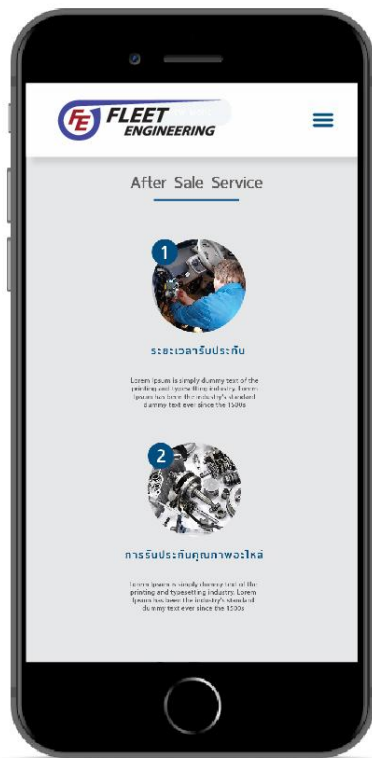 FE FLEET
ENGINEERING
After Sale Service
1
ระยะเวลารับประกัน
Lorem Ipsum is simply dummy text of the
printing and typesetting industry. Lorem
Ipsum has been the industry's standard
dummy text ever since the 1500s
2
การรับประกันคุณภาพอะไหล่
Lorem Ipsum is simply dummy text of the
printing and typesetting industry. Lorem
Ipsum has been the industry's standard
dummy text ever since the 1500s